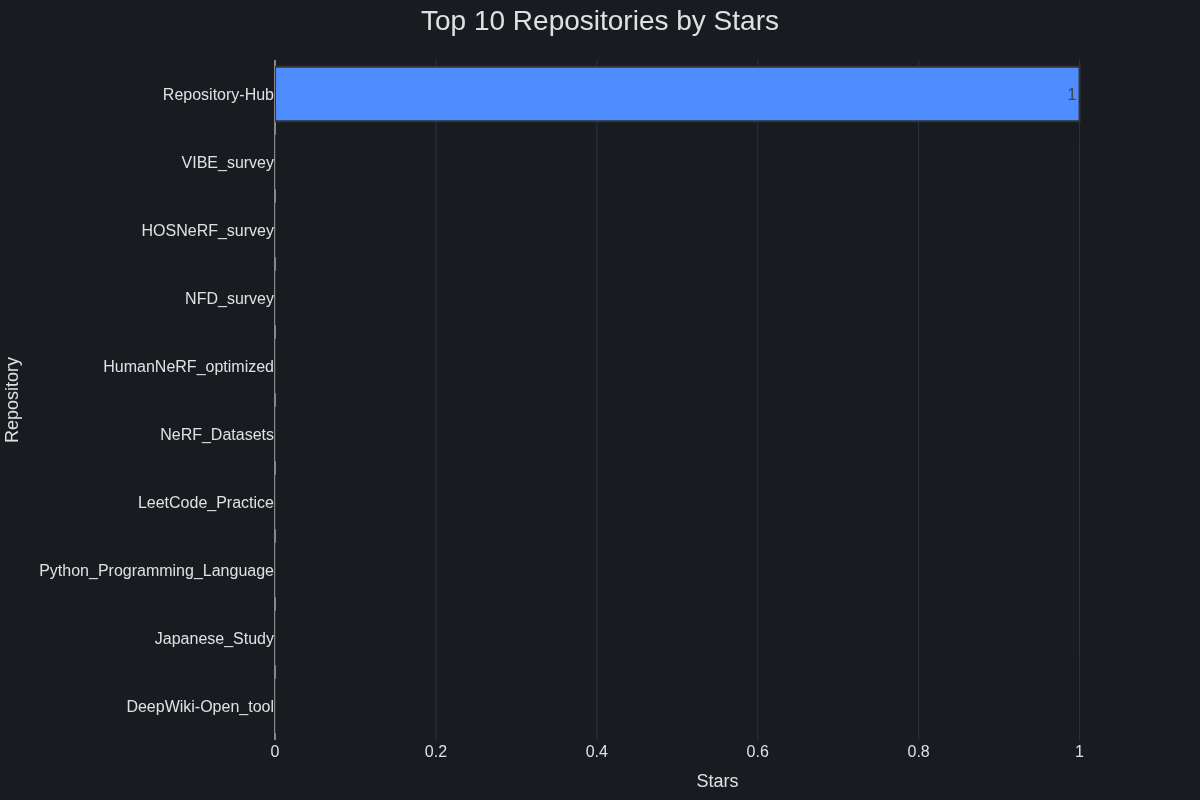 Top 10 Repositories by Stars
Repository
Repository-Hub
1
VIBE_survey
HOSNeRF_survey
NFD_survey
HumanNeRF_optimized
NeRF_Datasets
LeetCode_Practice
Python_Programming_Language
Japanese_Study
DeepWiki-Open_tool
0 0.2 0.4 0.6 0.8 1
Stars